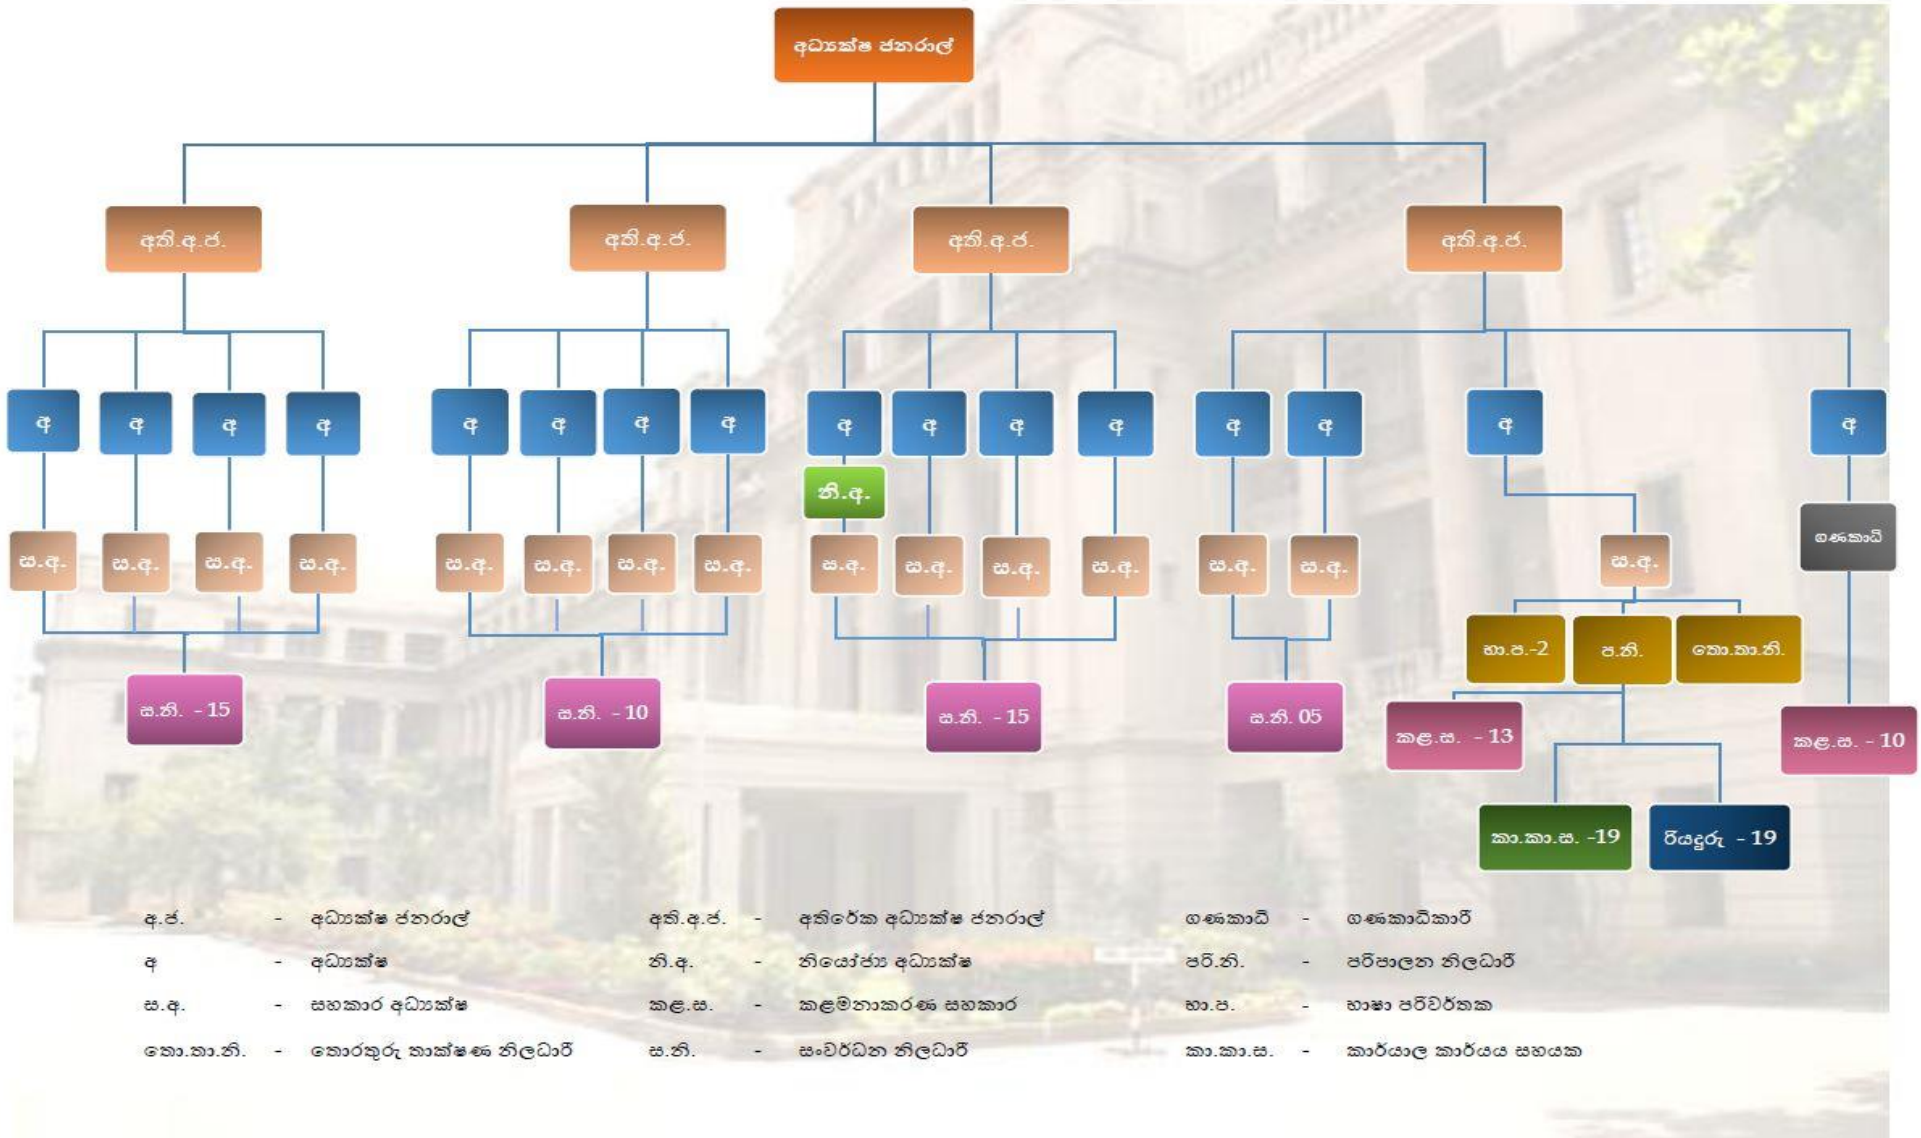 අධ්‍යක්ෂ ජනරාල්
අති.අ.ජ. අති.අ.ජ. අති.අ.ජ. අති.අ.ජ.
අ අ අ අ අ අ අ අ අ අ අ අ අ අ අ අ
නි.අ.
ගණකාධි
ස.අ. ස.අ. ස.අ. ස.අ. ස.අ. ස.අ. ස.අ. ස.අ. ස.අ. ස.අ. ස.අ. ස.අ. ස.අ. ස.අ. ස.අ.
භා.ප.-2 ප.නි. තො.තා.නි.
ස.නි. - 15 ස.නි. - 10 ස.නි. - 15 ස.නි. 05
කළ.ස. - 13 කළ.ස. - 10
කා.කා.ස. -19 රියදුරු - 19
අ.ජ. - අධ්‍යක්ෂ ජනරාල් අති.අ.ජ. - අතිරේක අධ්‍යක්ෂ ජනරාල් ගණකාධි - ගණකාධිකාරී
අ - අධ්‍යක්ෂ නි.අ. - නියෝජ්‍ය අධ්‍යක්ෂ පරි.නි. - පරිපාලන නිලධාරී
ස.අ. - සහකාර අධ්‍යක්ෂ කළ.ස. - කළමනාකරණ සහකාර භා.ප. - භාෂා පරිවර්තක
තො.තා.නි. - තොරතුරු තාක්ෂණ නිලධාරී ස.නි. - සංවර්ධන නිලධාරී කා.කා.ස. - කාර්යාල කාර්යය සහයක